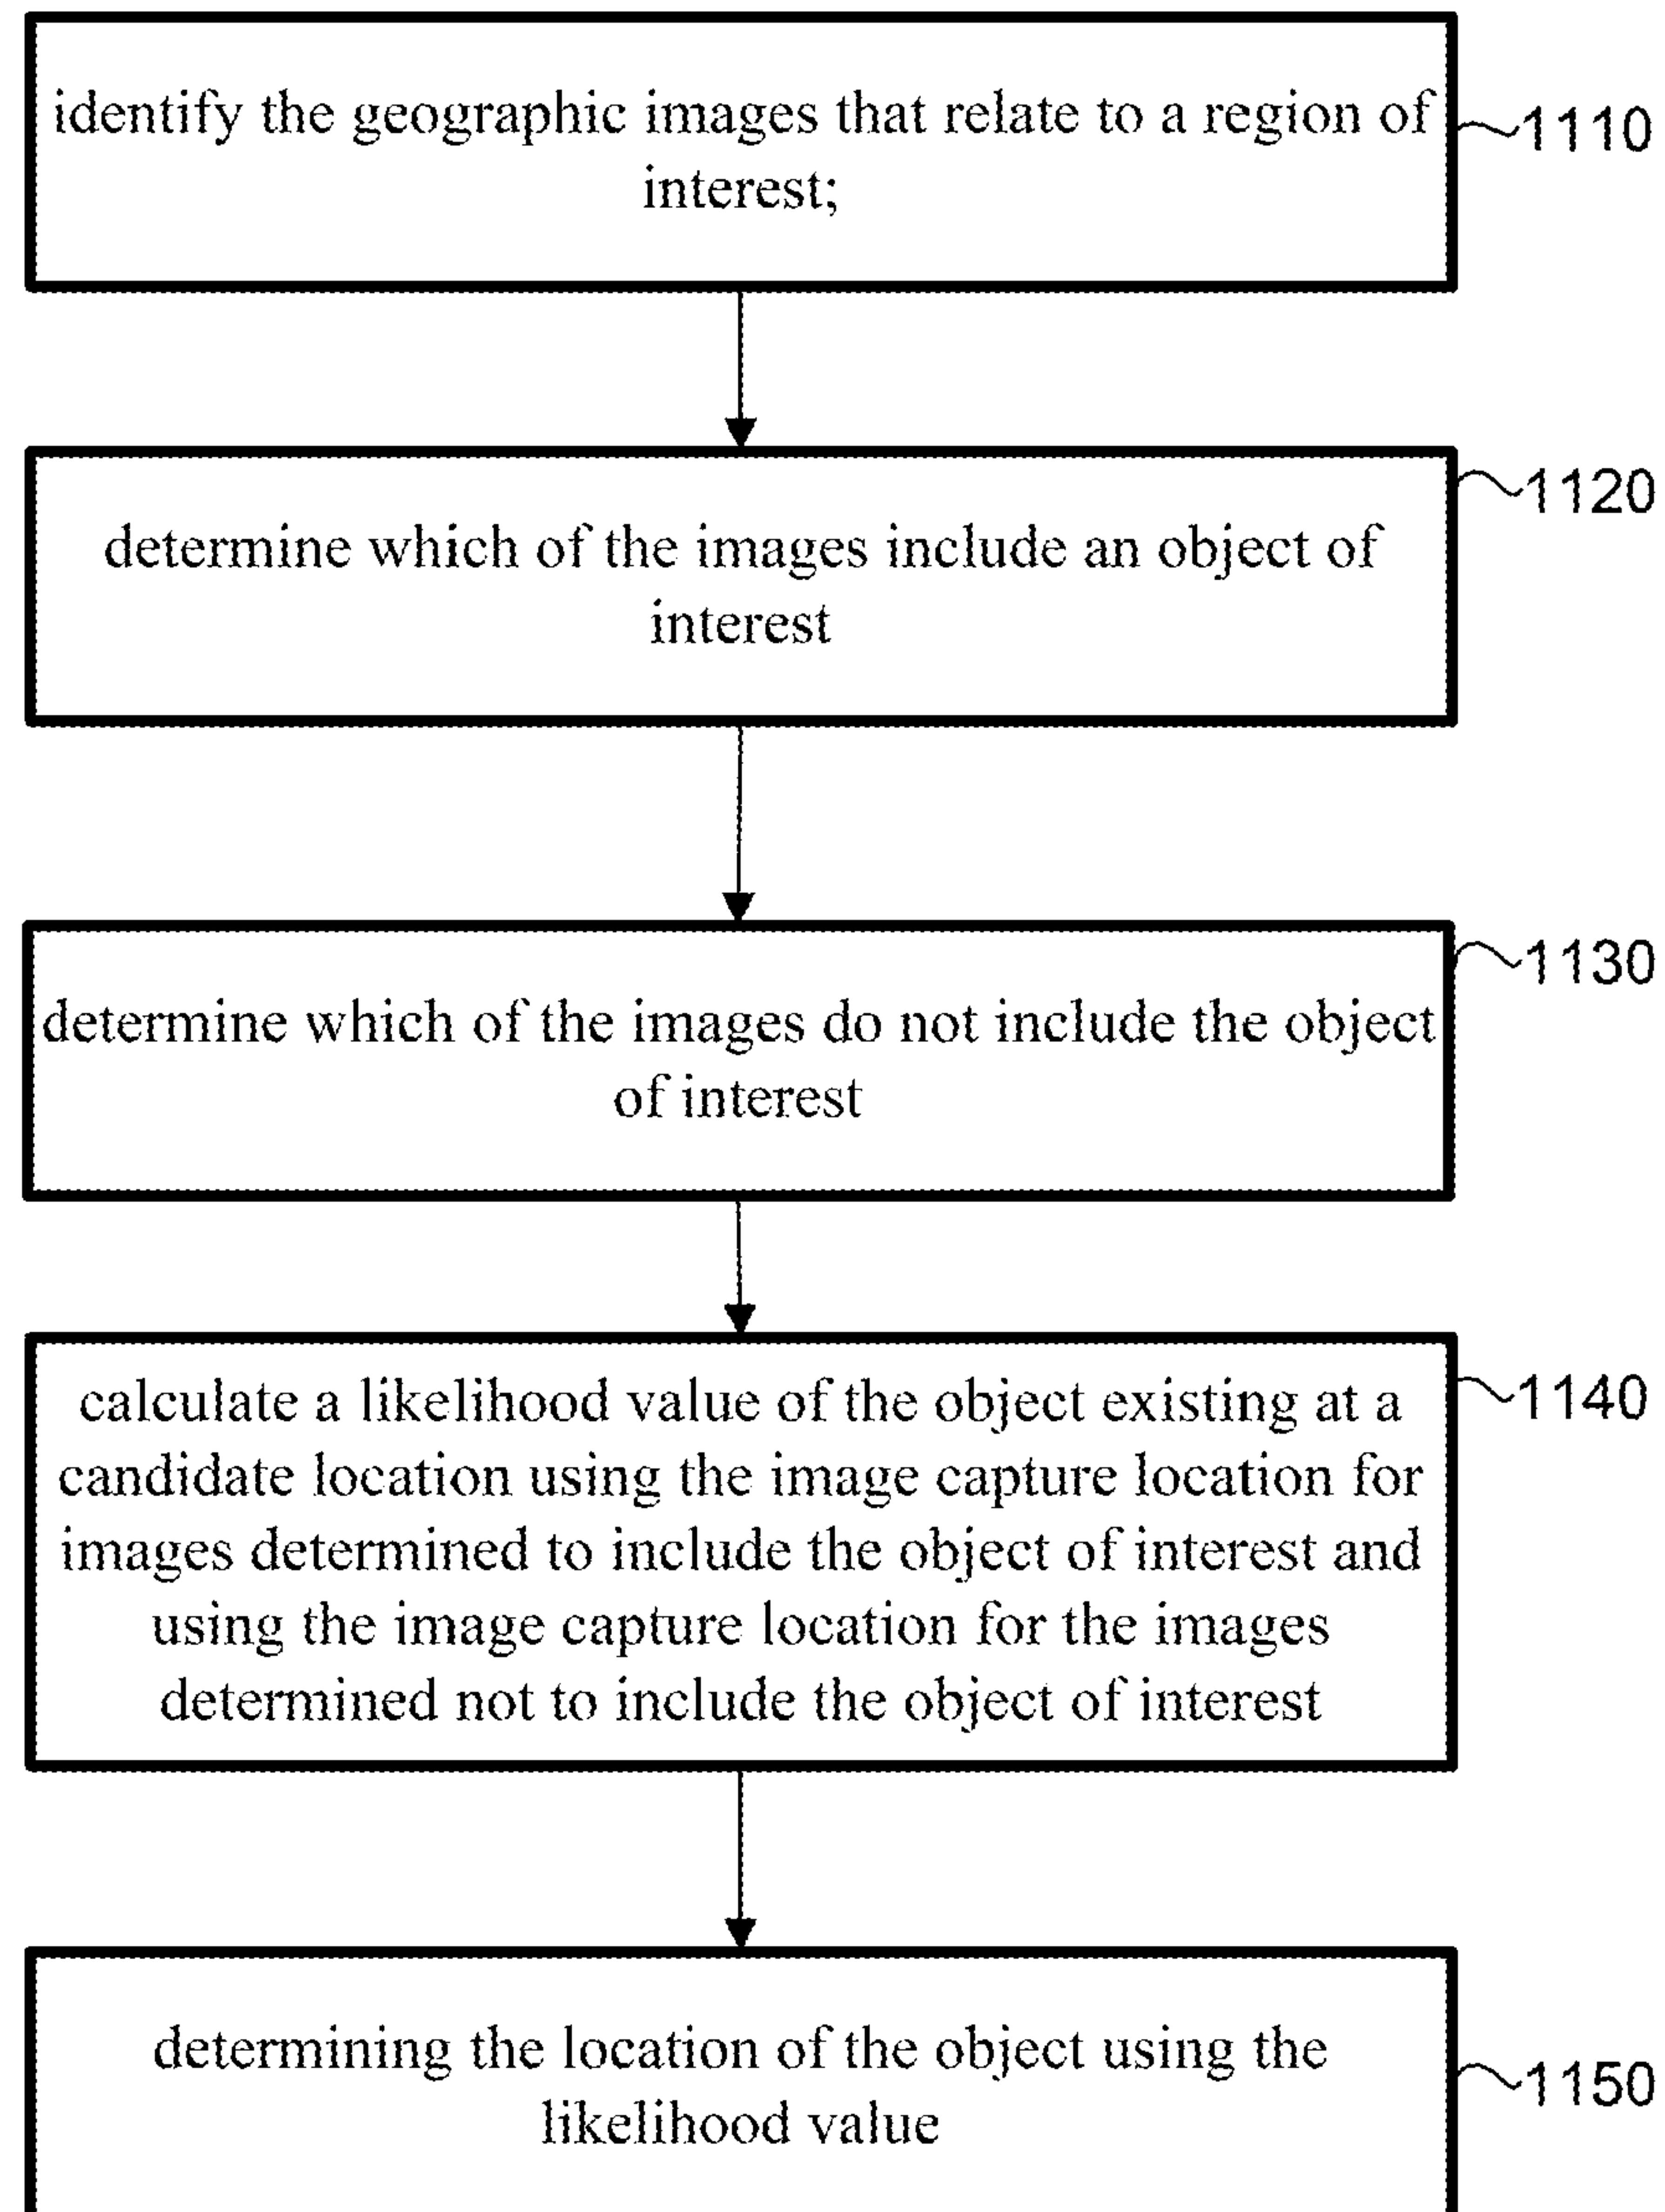 identify the geographic images that relate to a region of
interest;
1110
determine which of the images include an object of
interest
1120
determine which of the images do not include the object
of interest
1130
calculate a likelihood value of the object existing at a
candidate location using the image capture location for
images determined to include the object of interest and
using the image capture location for the images
determined not to include the object of interest
1140
determining the location of the object using the
likelihood value
1150